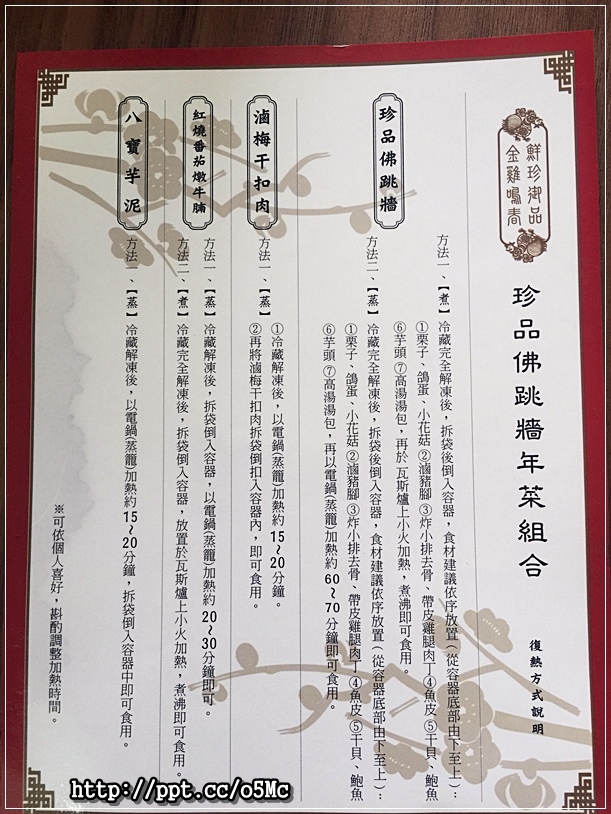 鮮珍御品
金雞鳴春
珍品佛跳牆年菜組合
復熱方式說明
珍品佛跳牆
方法一、【煮】冷藏完全解凍後，拆袋後倒入容器，食材建議依序放置(從容器底部由下至上)：
①栗子、鴿蛋、小花菇②滷豬腳③炸小排去骨、帶皮雞腿肉丁④魚皮⑤干貝、鮑魚
⑥芋頭⑦高湯湯包，再於瓦斯爐上小火加熱，煮沸即可食用。
方法二、【蒸】冷藏完全解凍後，拆袋後倒入容器，食材建議依序放置(從容器底部由下至上)：
①栗子、鴿蛋、小花菇②滷豬腳③炸小排去骨、帶皮雞腿肉丁④魚皮⑤干貝、鮑魚
⑥芋頭⑦高湯湯包，再以電鍋(蒸籠)加熱約60~70分鐘即可食用。
滷梅干扣肉
方法一、【蒸】①冷藏解凍後，以電鍋(蒸籠)加熱約15~20分鐘。
②再將滷梅干扣肉拆袋倒扣入容器內，即可食用。
紅燒番茄燉牛腩
方法一、【蒸】冷藏解凍後，拆袋倒入容器，以電鍋(蒸籠)加熱約20~30分鐘即可。
方法二、【煮】冷藏完全解凍後，拆袋倒入容器，放置於瓦斯爐上小火加熱，煮沸即可食用。
八寶芋泥
方法一、【蒸】冷藏解凍後，以電鍋(蒸籠)加熱約15~20分鐘，拆袋倒入容器中即可食用。
※可依個人喜好，斟酌調整加熱時間。
http://ppt.cc/o5Mc